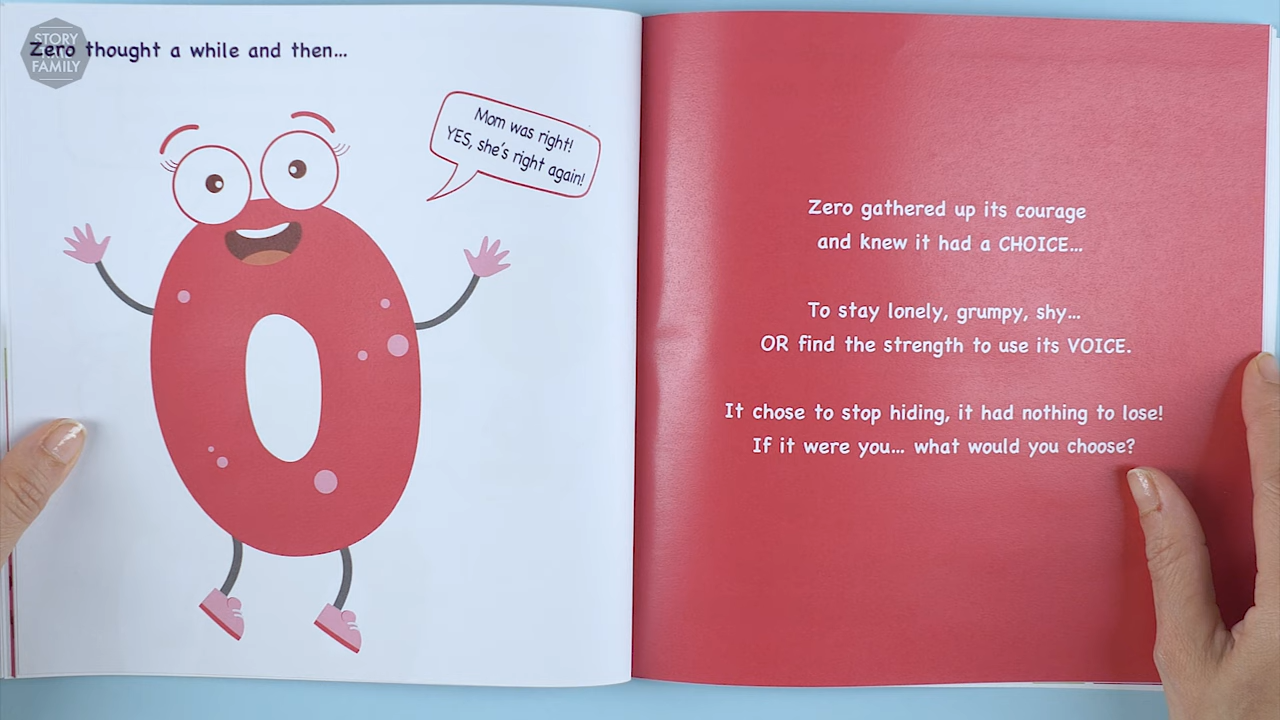 STORY
TIME
FAMILY
Zero thought a while and then...
Mom was right!
YES, she's right again!
Zero gathered up its courage
and knew it had a CHOICE...
To stay lonely, grumpy, shy...
OR find the strength to use its VOICE.
It chose to stop hiding, it had nothing to lose!
If it were you... what would you choose?